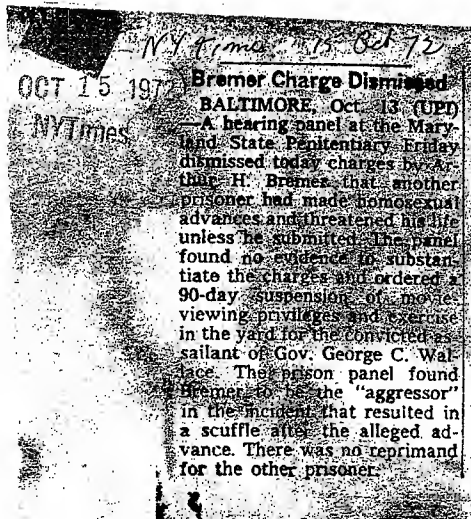 NY Times 15 Oct 72
OCT 15 1972
NYTimes
Bremer Charge Dismissed
BALTIMORE, Oct. 13 (UPI)
—A hearing panel at the Mary-
land State Penitentiary Friday
dismissed today charges by Ar-
thur H. Bremer that another
prisoner had made homosexual
advances and threatened his life
unless he submitted. The panel
found no evidence to substan-
tiate the charges and ordered a
90-day suspension of movie
viewing privileges and exercise
in the yard for the convicted as-
sailant of Gov. George C. Wal-
lace. The prison panel found
Bremer to be the "aggressor"
in the incident that resulted in
a scuffle after the alleged ad-
vance. There was no reprimand
for the other prisoner.